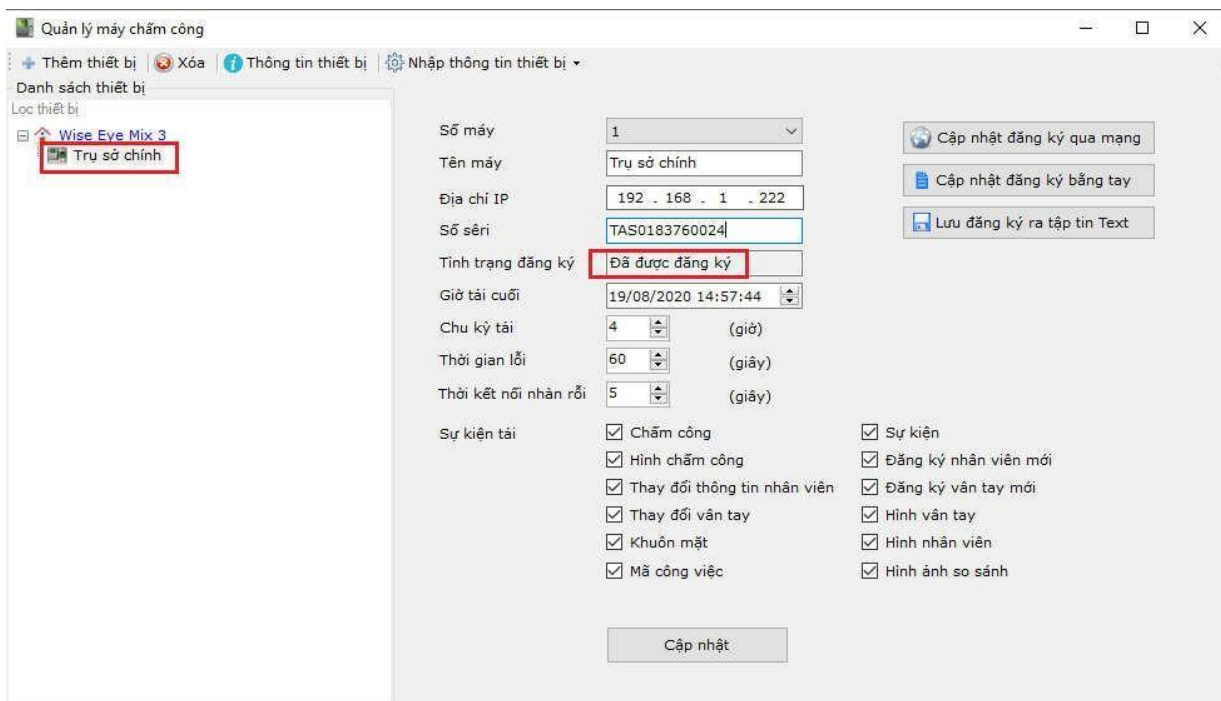 Quản lý máy chấm công
Thêm thiết bị Xóa Thông tin thiết bị Nhập thông tin thiết bị
Danh sách thiết bị
Lọc thiết bị
Wise Eye Mix 3
Trụ sở chính
Số máy 1
Tên máy Trụ sở chính
Địa chỉ IP 192 . 168 . 1 . 222
Số sêri TAS0183760024
Tình trạng đăng ký Đã được đăng ký
Giờ tải cuối 19/08/2020 14:57:44
Chu kỳ tải 4 (giờ)
Thời gian lỗi 60 (giây)
Thời kết nối nhàn rỗi 5 (giây)
Cập nhật đăng ký qua mạng
Cập nhật đăng ký bằng tay
Lưu đăng ký ra tập tin Text
Sự kiện tải
Chấm công Sự kiện
Hình chấm công Đăng ký nhân viên mới
Thay đổi thông tin nhân viên Đăng ký vân tay mới
Thay đổi vân tay Hình vân tay
Khuôn mặt Hình nhân viên
Mã công việc Hình ảnh so sánh
Cập nhật